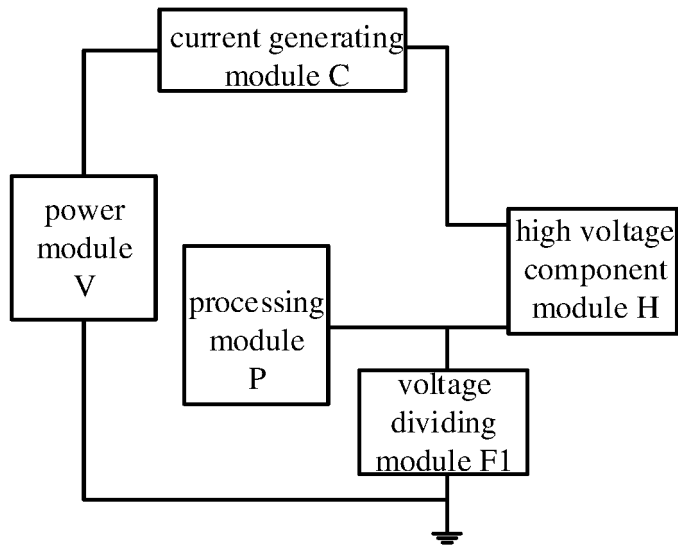 current generating
module C
power
module
V
high voltage
component
module H
processing
module
P
voltage
dividing
module F1